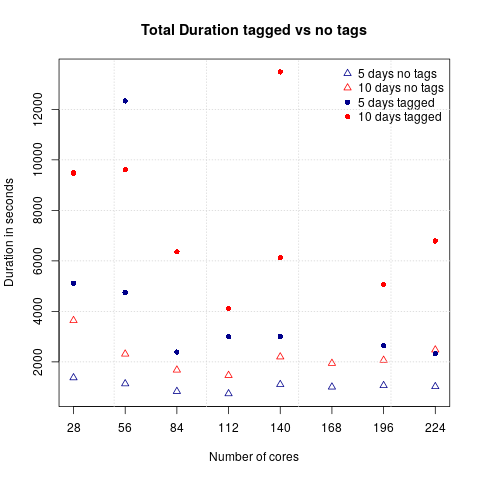 Total Duration tagged vs no tags
5 days no tags
10 days no tags
5 days tagged
10 days tagged
Duration in seconds
12000
10000
8000
6000
4000
2000
28 56 84 112 140 168 196 224
Number of cores